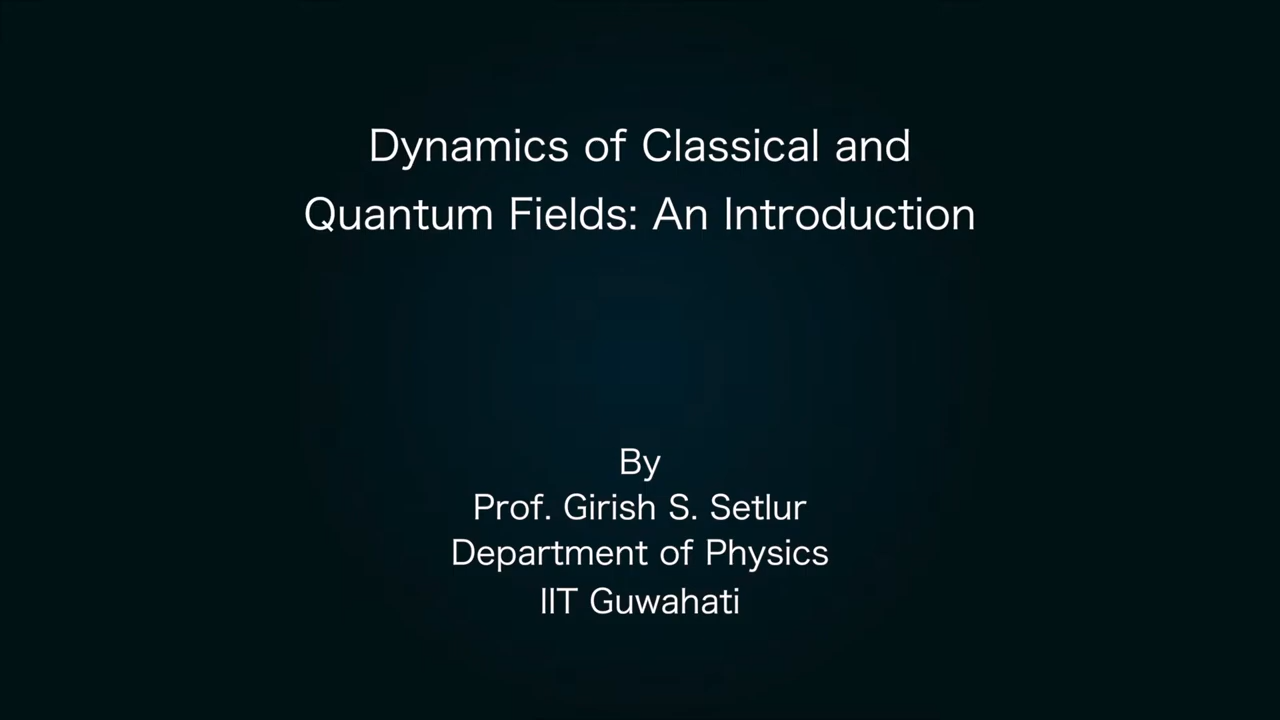 Dynamics of Classical and
Quantum Fields: An Introduction
By
Prof. Girish S. Setlur
Department of Physics
IIT Guwahati